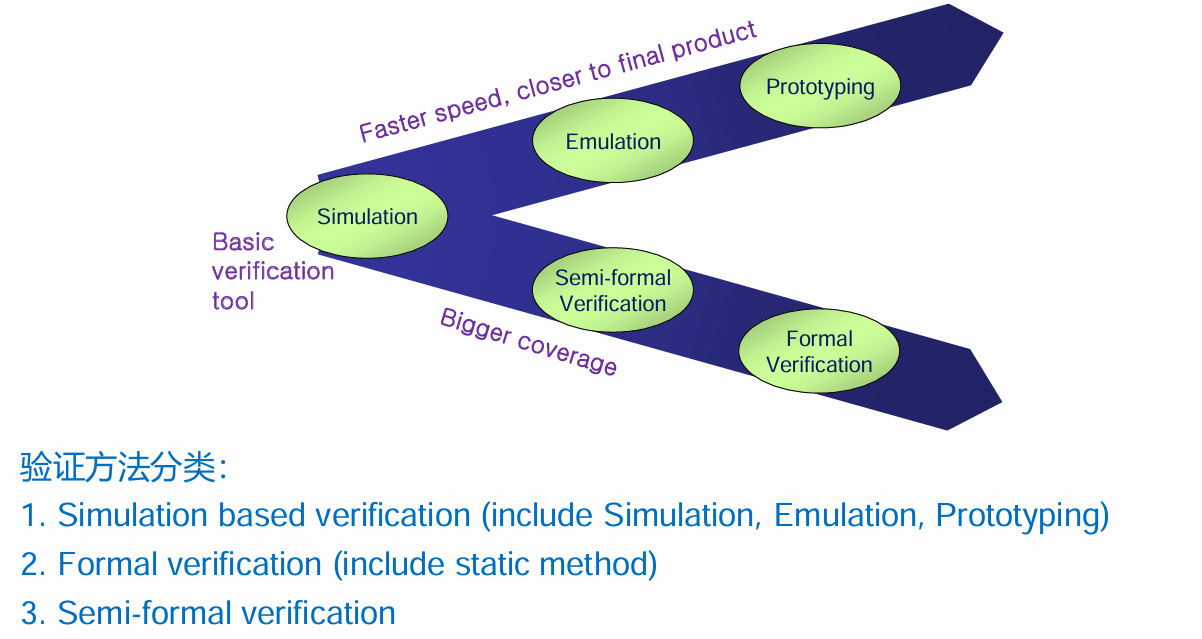 Faster speed, closer to final product
Prototyping
Emulation
Simulation
Basic
verification
tool
Semi-formal
Verification
Bigger coverage
Formal
Verification
验证方法分类：
1. Simulation based verification (include Simulation, Emulation, Prototyping)
2. Formal verification (include static method)
3. Semi-formal verification